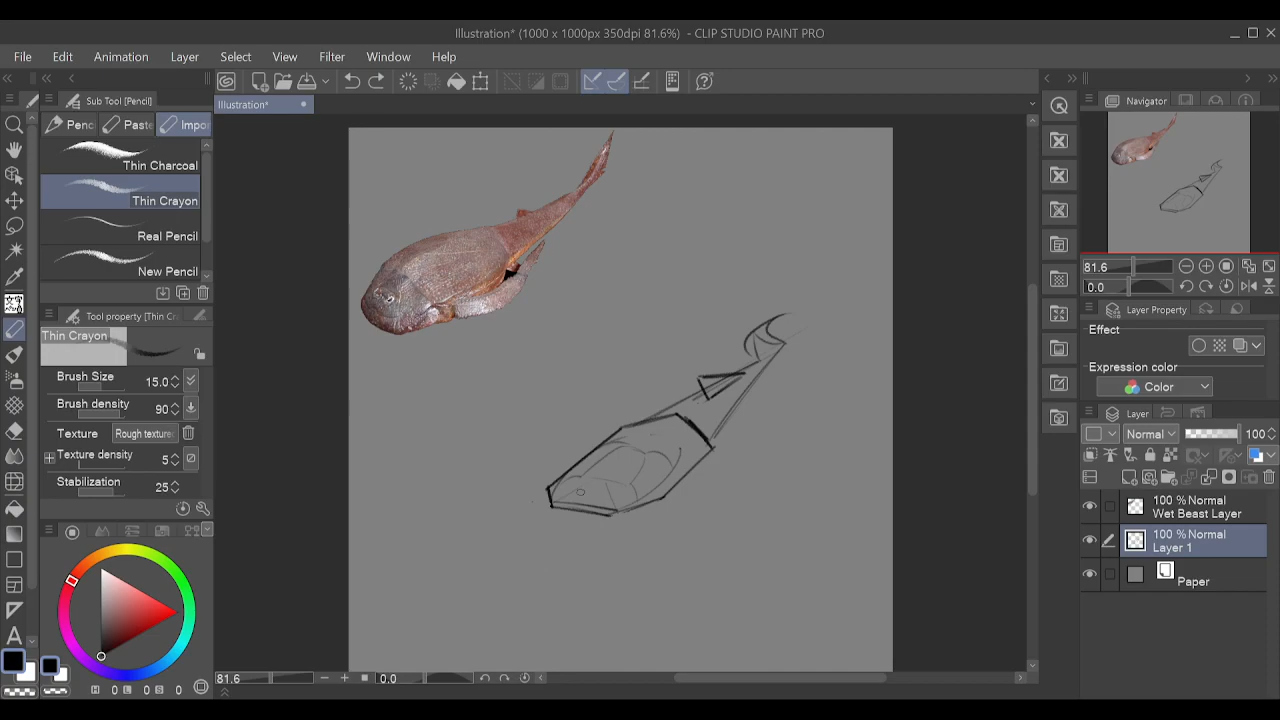 Illustration* (1000 x 1000px 350dpi 81.6%) - CLIP STUDIO PAINT PRO
File Edit Animation Layer Select View Filter Window Help
Sub Tool [Pencil]
Illustration*
Navigator
Penc Paste Impo
Thin Charcoal
Thin Crayon
Real Pencil
New Pencil
81.6
0.0
Tool property [Thin Cr
Layer Property
Thin Crayon
Effect
Brush Size 15.0
Expression color
Color
Brush density 90
Layer
Texture Rough texture
Normal 100
Texture density 5
Stabilization 25
100 % Normal
Wet Beast Layer
100 % Normal
Layer 1
Paper
A
81.6 0.0
H 0 L 0 S 0